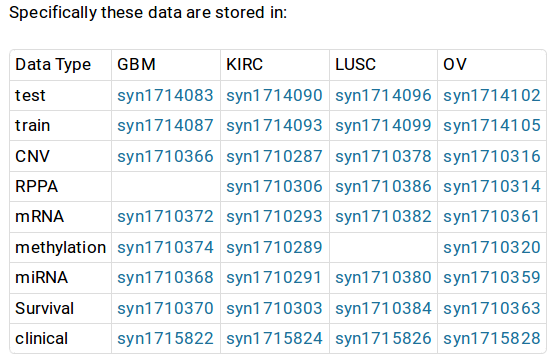 Specifically these data are stored in:
Data Type GBM KIRC LUSC OV
test syn1714083 syn1714090 syn1714096 syn1714102
train syn1714087 syn1714093 syn1714099 syn1714105
CNV syn1710366 syn1710287 syn1710378 syn1710316
RPPA syn1710306 syn1710386 syn1710314
mRNA syn1710372 syn1710293 syn1710382 syn1710361
methylation syn1710374 syn1710289 syn1710320
miRNA syn1710368 syn1710291 syn1710380 syn1710359
Survival syn1710370 syn1710303 syn1710384 syn1710363
clinical syn1715822 syn1715824 syn1715826 syn1715828